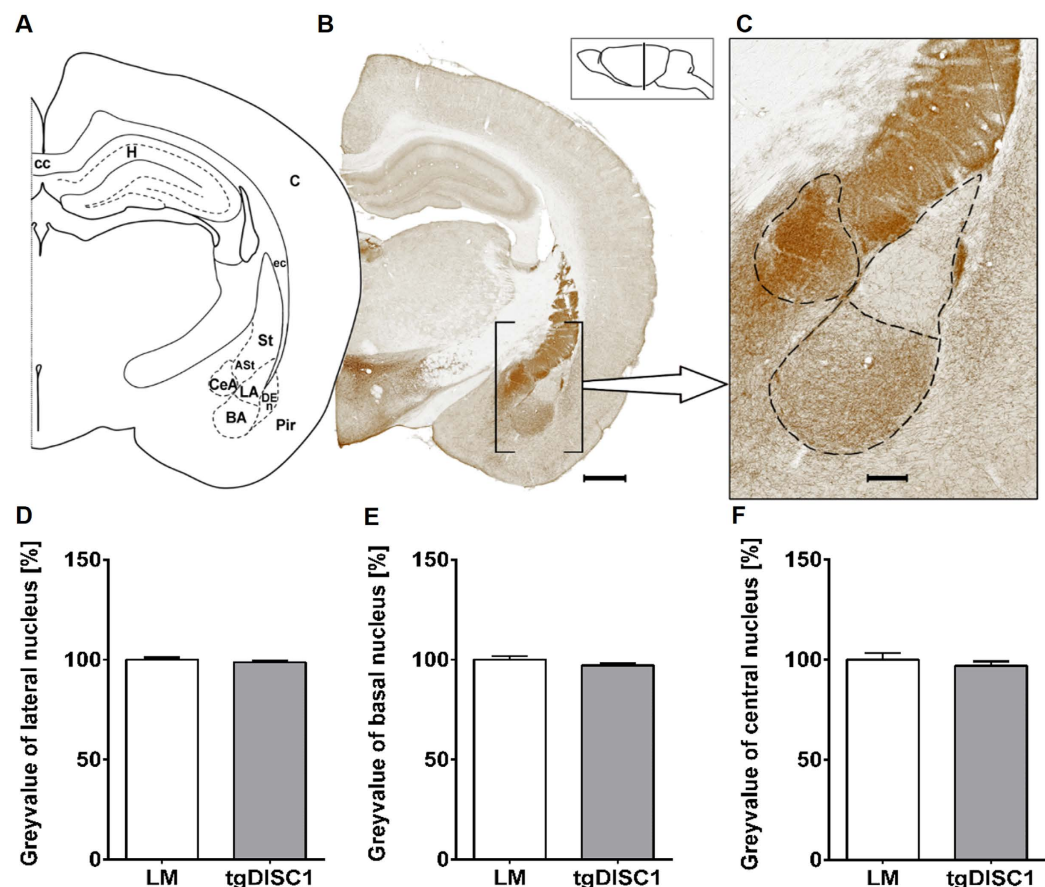 A
B
C
cc
H
C
ec
St
ASt
CeA
LA
DE
n
BA
Pir
D
E
F
Greyvalue of lateral nucleus [%]
150
100
50
0
LM
tgDISC1
Greyvalue of basal nucleus [%]
150
100
50
0
LM
tgDISC1
Greyvalue of central nucleus [%]
150
100
50
0
LM
tgDISC1